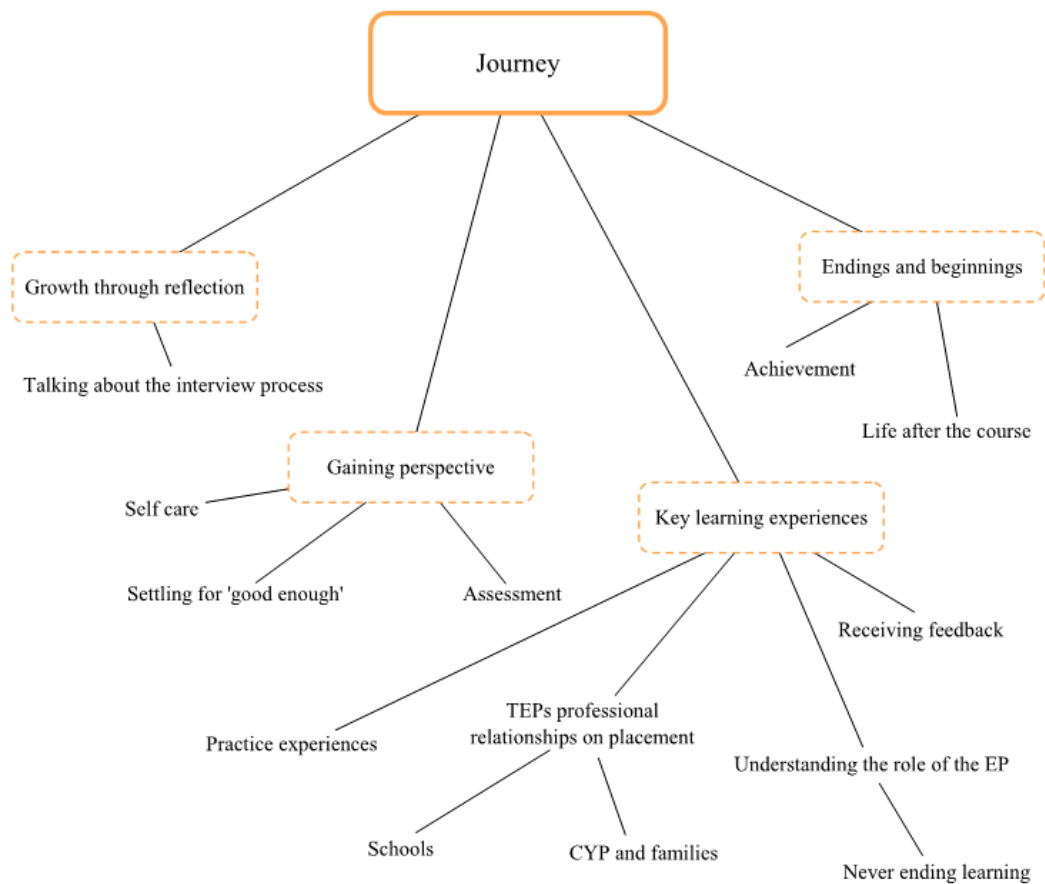 Journey
Endings and beginnings
Growth through reflection
Achievement
Talking about the interview process
Life after the course
Gaining perspective
Self care
Key learning experiences
Settling for 'good enough'
Assessment
Receiving feedback
TEPs professional
relationships on placement
Practice experiences
Understanding the role of the EP
Schools
CYP and families
Never ending learning